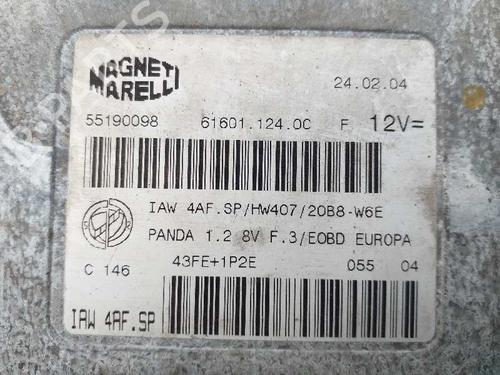 MAGNETI
MARELLI
24.02.04
55190098 61601.124.0C F 12V=
IAW 4AF.SP/HW407/20B8-W6E
PANDA 1.2 8V F.3/EOBD EUROPA
C 146 43FE+1P2E 055 04
IAW 4AF.SP